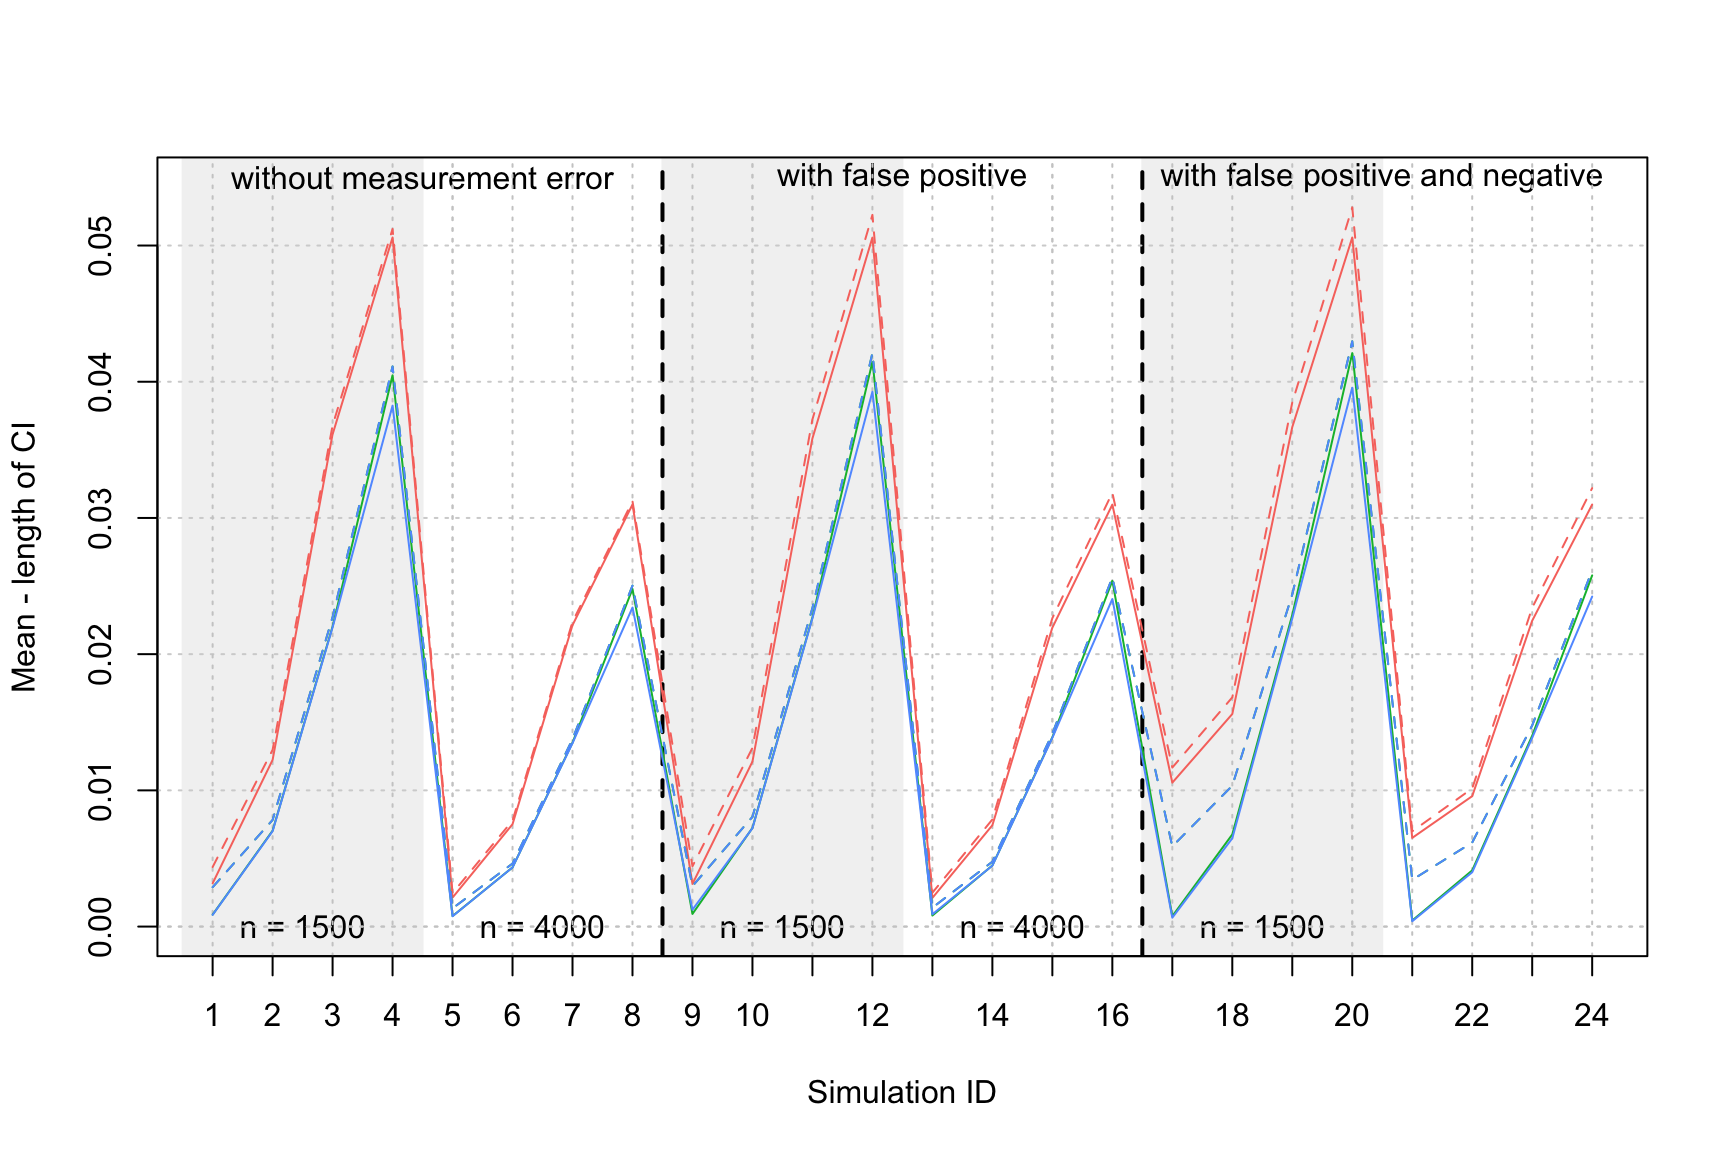 without measurement error
with false positive
with false positive and negative
Mean - length of CI
0.05
0.04
0.03
0.02
0.01
0.00
n = 1500
n = 4000
n = 1500
n = 4000
n = 1500
1 2 3 4 5 6 7 8 9 10 12 14 16 18 20 22 24
Simulation ID